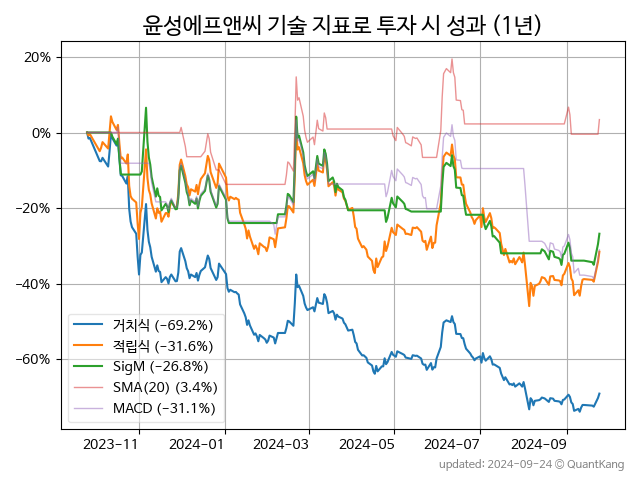 윤성에프앤씨 기술 지표로 투자 시 성과 (1년)
20%
0%
−20%
−40%
−60%
거치식 (−69.2%)
적립식 (−31.6%)
SigM (−26.8%)
SMA(20) (3.4%)
MACD (−31.1%)
2023−11 2024−01 2024−03 2024−05 2024−07 2024−09
updated: 2024-09-24 © QuantKang